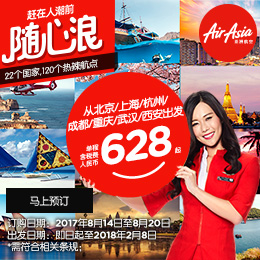 赶在人潮前
随心浪
22个国家,120个热辣航点
AirAsia
亚洲航空
从北京/上海/杭州/
成都/重庆/武汉/西安出发
单程
含税费
人民币
628起
马上预订
订购日期：2017年8月14日至8月20日
出发日期：即日起至2018年2月8日
*需符合相关条规